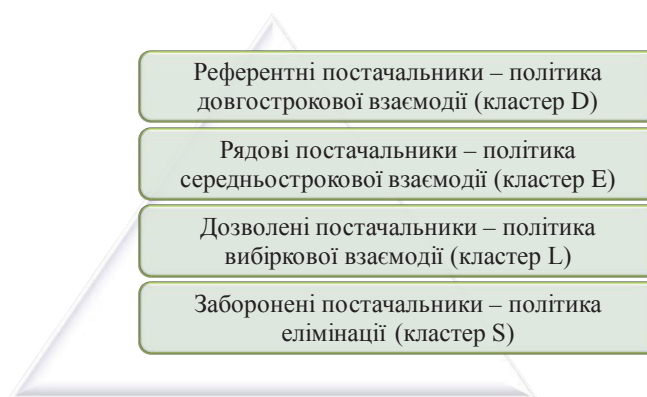 Референтні постачальники – політика
довгострокової взаємодії (кластер D)
Рядові постачальники – політика
середньострокової взаємодії (кластер E)
Дозволені постачальники – політика
вибіркової взаємодії (кластер L)
Заборонені постачальники – політика
елімінації (кластер S)